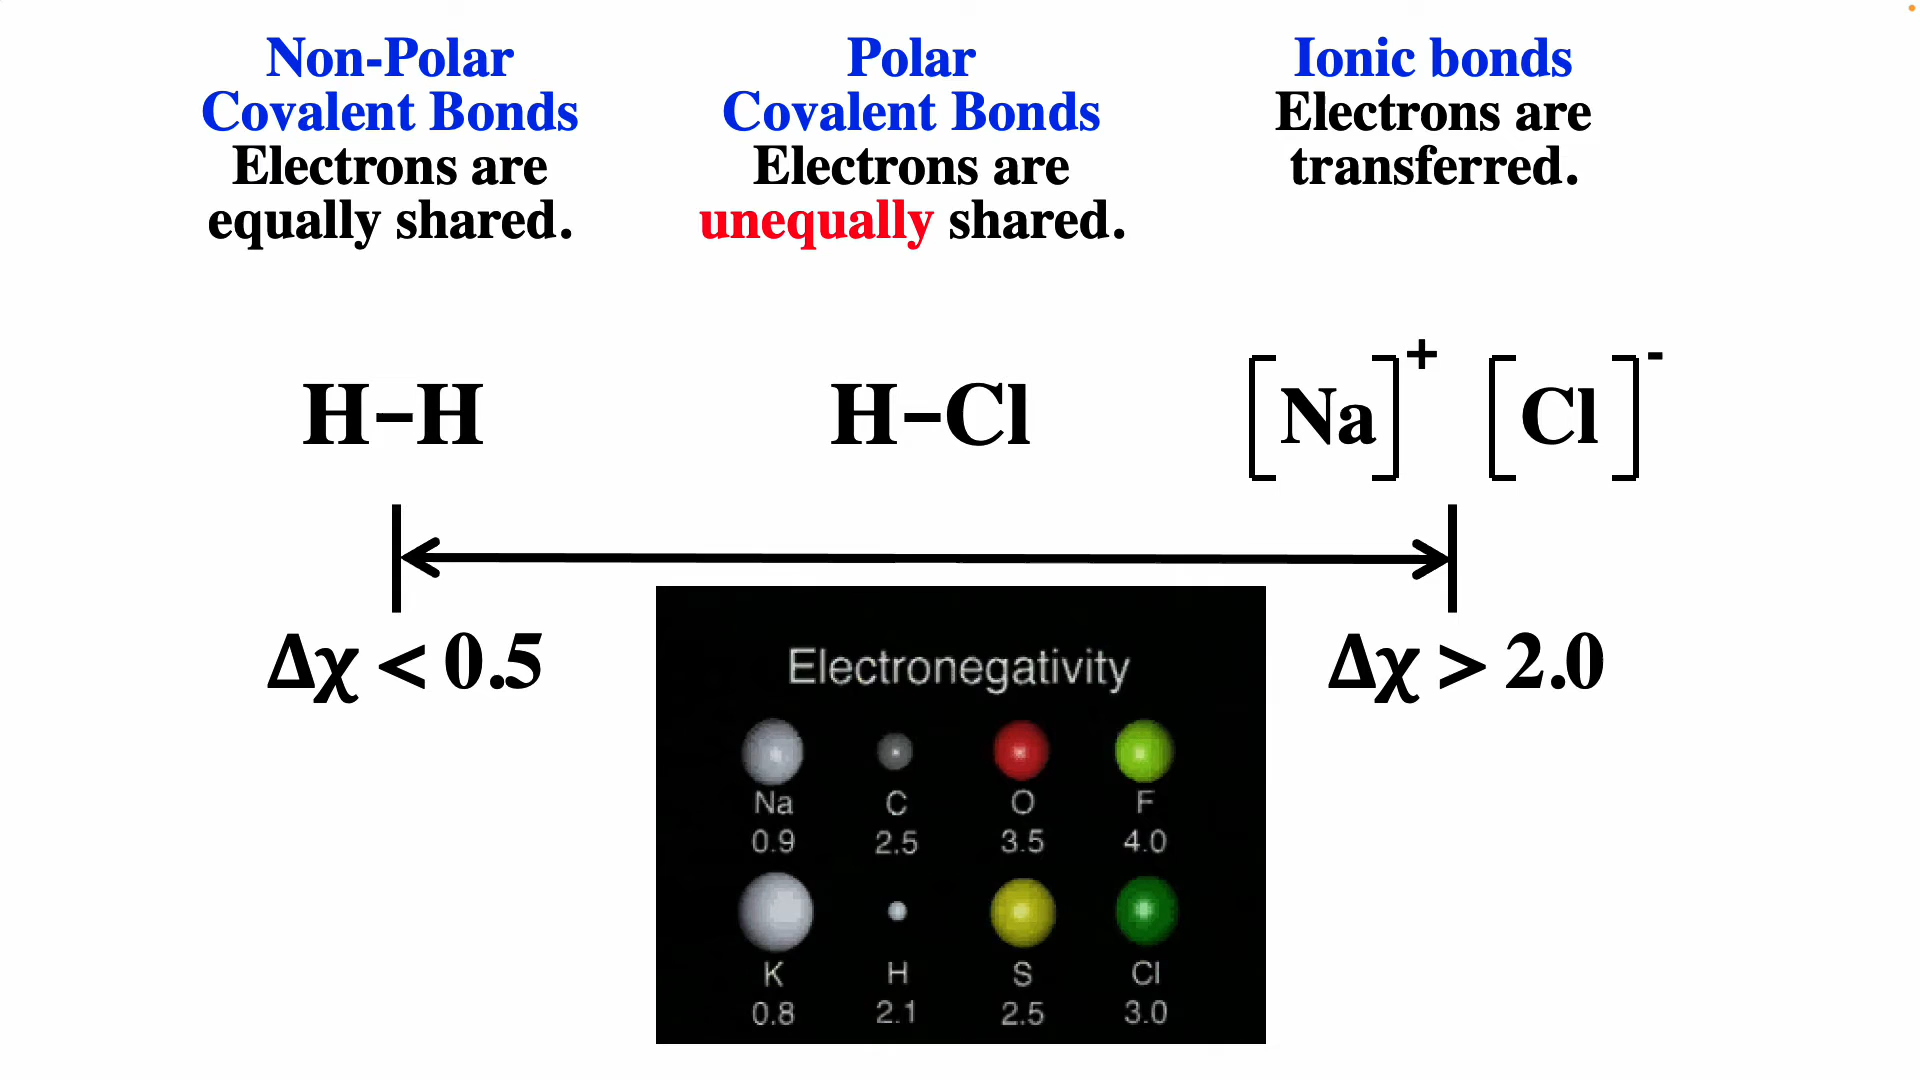 Non-Polar
Covalent Bonds
Electrons are
equally shared.
Polar
Covalent Bonds
Electrons are
unequally shared.
Ionic bonds
Electrons are
transferred.
H–H
H–Cl
[Na]+ [Cl]-
Δχ < 0.5
Δχ > 2.0
Electronegativity
Na C O F
0.9 2.5 3.5 4.0
K H S Cl
0.8 2.1 2.5 3.0